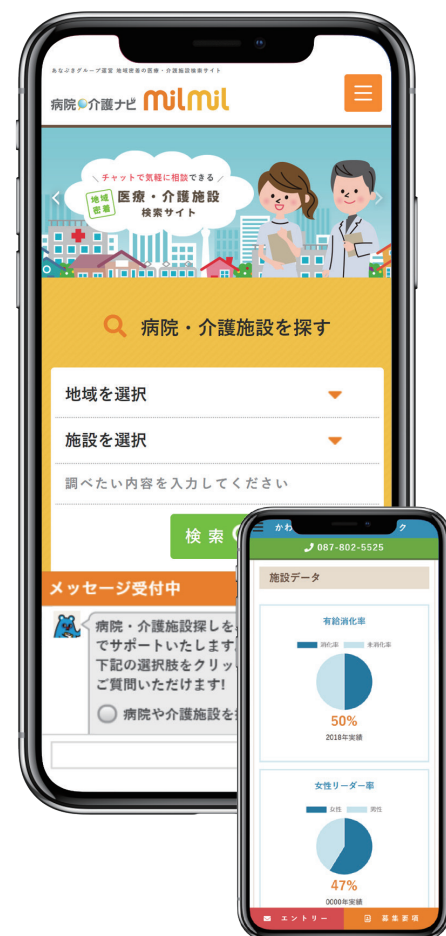 あなぶきグループ運営 地域密着の医療・介護施設検索サイト
病院介護ナビ milmil
チャットで気軽に相談できる
地域密着
医療・介護施設
検索サイト
病院・介護施設を探す
地域を選択
施設を選択
調べたい内容を入力してください
検索
メッセージ受付中
病院・介護施設探しを
でサポートいたします
下記の選択肢をクリッ
ご質問いただけます!
病院や介護施設を
かわ
ク
087-802-5525
施設データ
有給消化率
消化率 未消化率
50%
2018年実績
女性リーダー率
女性 男性
47%
0000年実績
エントリー
募集要項